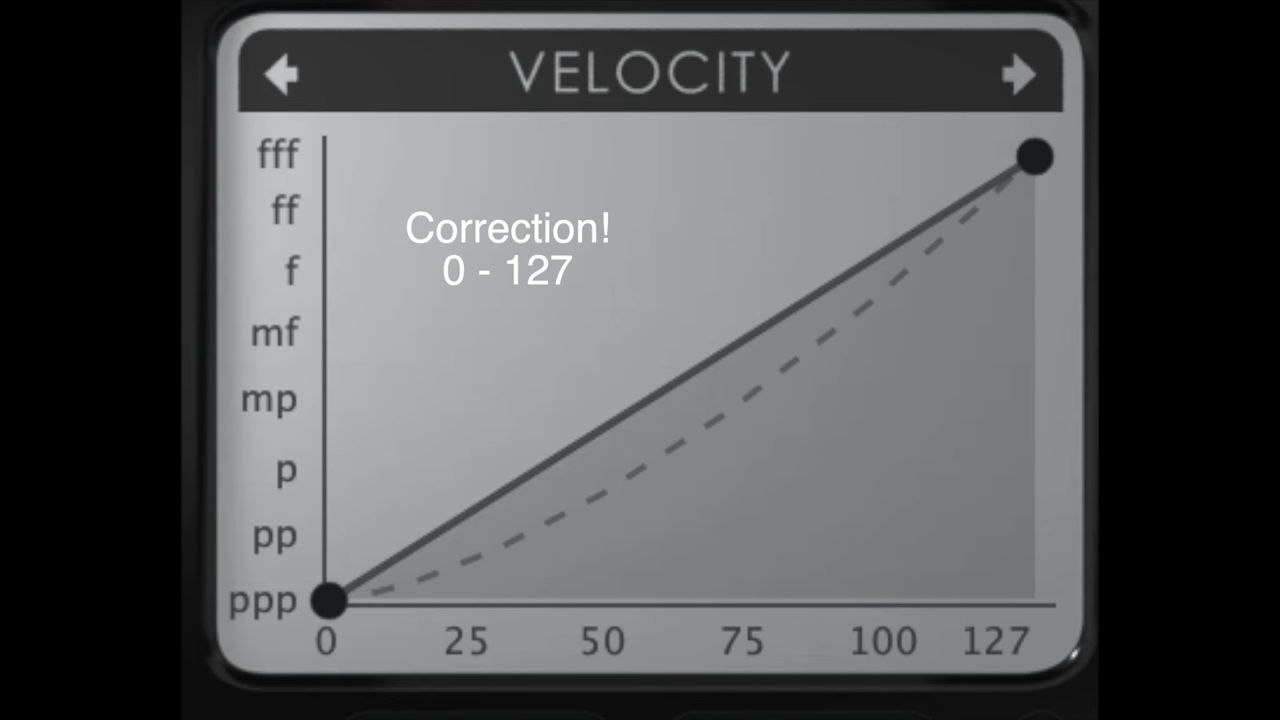 VELOCITY
fff
ff
f
mf
mp
p
pp
ppp
Correction!
0 - 127
0 25 50 75 100 127